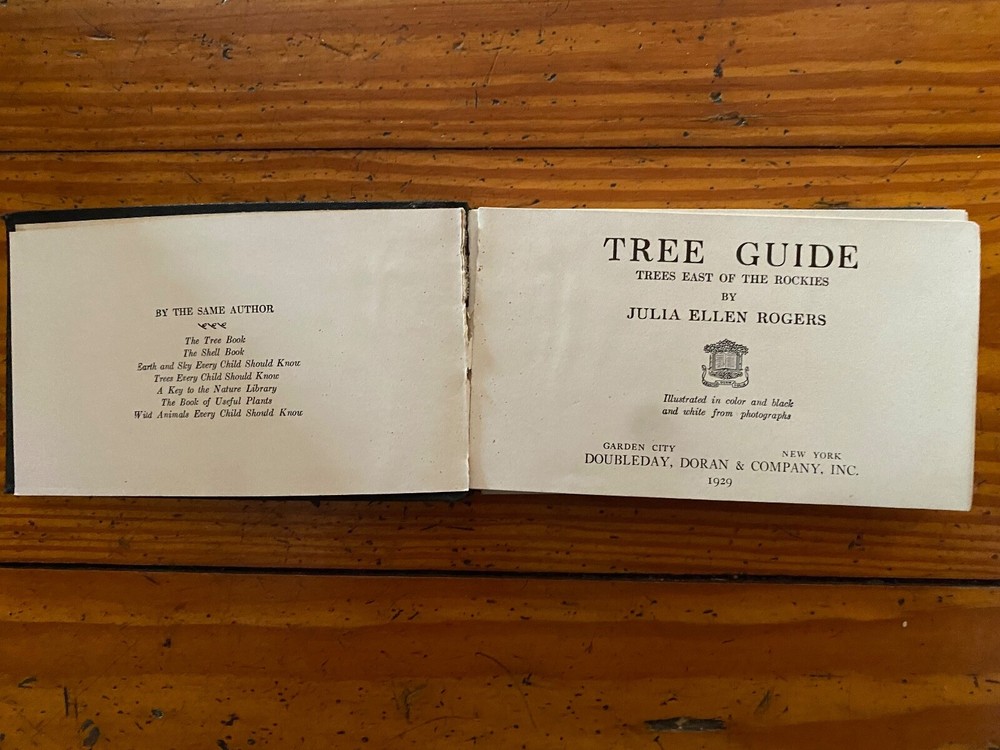 BY THE SAME AUTHOR
The Tree Book
The Shell Book
Earth and Sky Every Child Should Know
Trees Every Child Should Know
A Key to the Nature Library
The Book of Useful Plants
Wild Animals Every Child Should Know
TREE GUIDE
TREES EAST OF THE ROCKIES
BY
JULIA ELLEN ROGERS
Illustrated in color and black
and white from photographs
GARDEN CITY NEW YORK
DOUBLEDAY, DORAN & COMPANY, INC.
1929